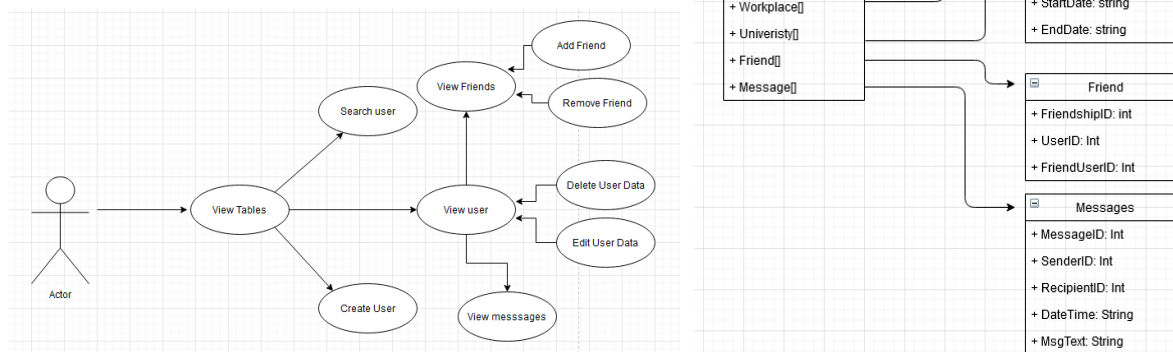 Add Friend
View Friends
Remove Friend
Search user
Delete User Data
View Tables
View user
Edit User Data
Actor
Create User
View messsages
+ Workplace[]
+ Univeristy[]
+ Friend[]
+ Message[]
+ StartDate: string
+ EndDate: string
Friend
+ FriendshipID: int
+ UserID: Int
+ FriendUserID: Int
Messages
+ MessageID: Int
+ SenderID: Int
+ RecipientID: Int
+ DateTime: String
+ MsgText: String